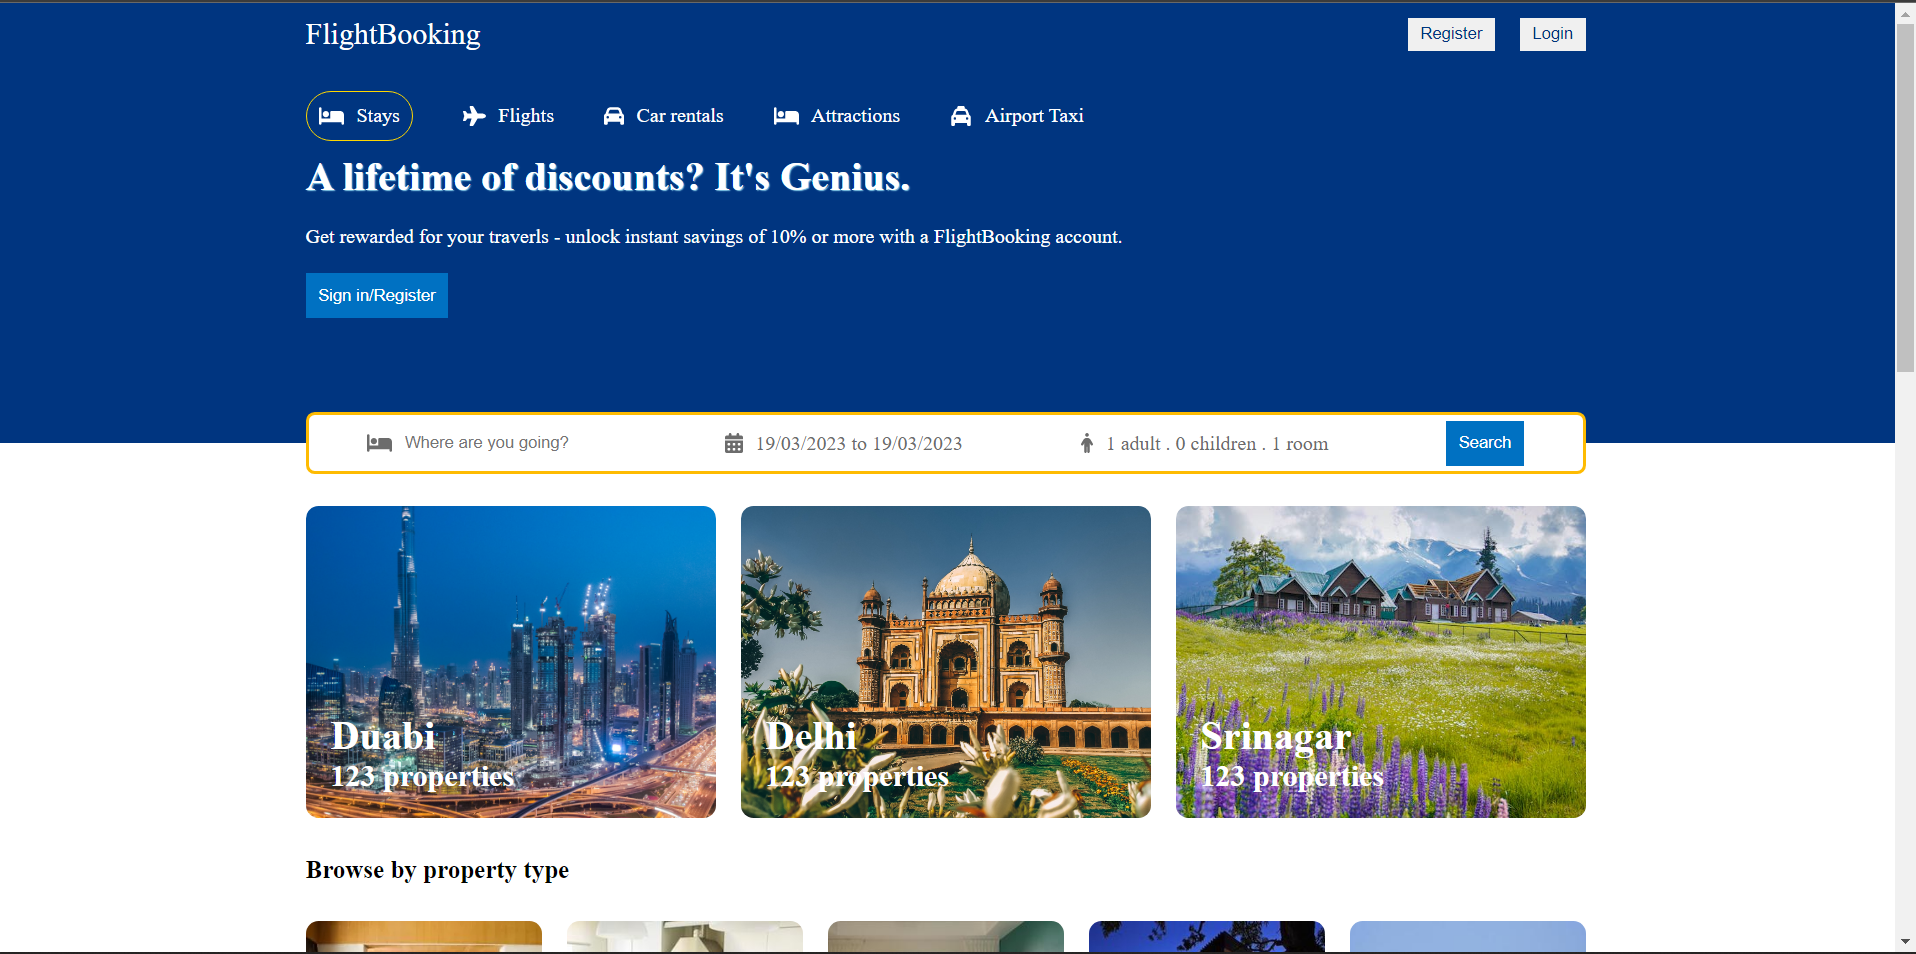 FlightBooking
Register
Login
Stays
Flights
Car rentals
Attractions
Airport Taxi
A lifetime of discounts? It's Genius.
Get rewarded for your traverls - unlock instant savings of 10% or more with a FlightBooking account.
Sign in/Register
Where are you going?
19/03/2023 to 19/03/2023
1 adult . 0 children . 1 room
Search
Duabi
123 properties
Delhi
123 properties
Srinagar
123 properties
Browse by property type